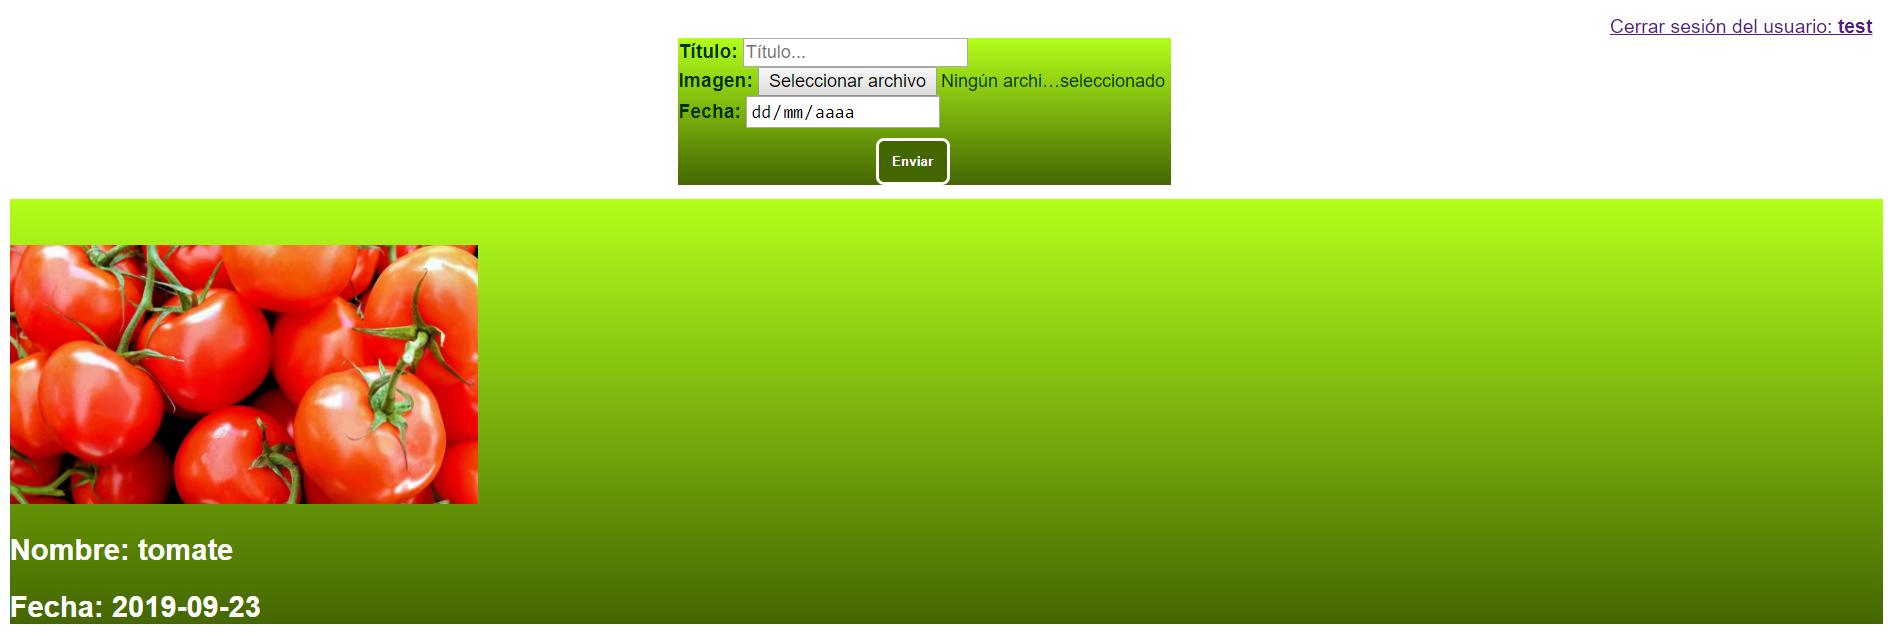 Cerrar sesión del usuario: test
Título: Título...
Imagen: Seleccionar archivo Ningún archi…seleccionado
Fecha: dd/mm/aaaa
Enviar
Nombre: tomate
Fecha: 2019-09-23